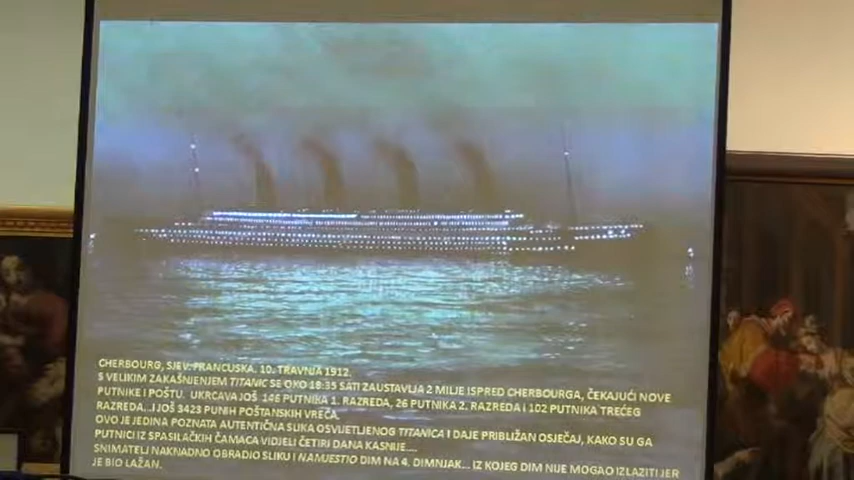 CHERBOURG, SJEV. FRANCUSKA, 10. TRAVNJA 1912.
S VELIKIM ZAKAŠNJENJEM TITANIC SE OKO 18:35 SATI ZAUSTAVLJA 2 MILJE ISPRED CHERBOURGA, ČEKAJUĆI NOVE
PUTNIKE I POŠTU. UKRCAVA JOŠ 146 PUTNIKA 1. RAZREDA, 26 PUTNIKA 2. RAZREDA I 102 PUTNIKA TREĆEG
RAZREDA...I JOŠ 3423 PUNIH POŠTANSKIH VREĆA.
OVO JE JEDINA POZNATA AUTENTIČNA SLIKA OSVIJETLJENOG TITANICA I DAJE PRIBLIŽAN OSJEĆAJ, KAKO SU GA
PUTNICI IZ SPASILAČKIH ČAMACA VIDJELI ČETIRI DANA KASNIJE...
SNIMATELJ NAKNADNO OBRADIO SLIKU I NAMJESTIO DIM NA 4. DIMNJAK... IZ KOJEG DIM NIJE MOGAO IZLAZITI JER
JE BIO LAŽAN.